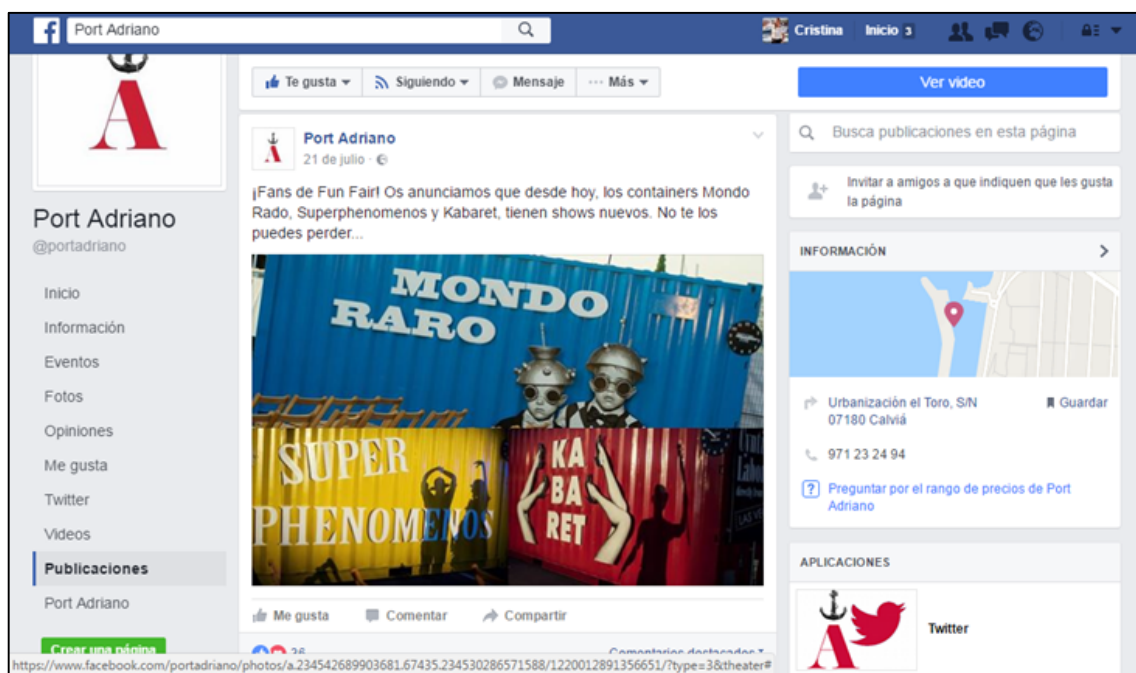 Port Adriano
Cristina
Inicio 3
A
Port Adriano
@portadriano
Inicio
Información
Eventos
Fotos
Opiniones
Me gusta
Twitter
Videos
Publicaciones
Port Adriano
Crear una página
Te gusta
Siguiendo
Mensaje
··· Más
Port Adriano
21 de julio ·
¡Fans de Fun Fair! Os anunciamos que desde hoy, los containers Mondo
Rado, Superphenomenos y Kabaret, tienen shows nuevos. No te los
puedes perder...
MONDO
RARO
SUPER
PHENOMENOS
KA
BA
RET
Me gusta
Comentar
Compartir
26
Comentarios destacados
Ver video
Busca publicaciones en esta página
Invitar a amigos a que indiquen que les gusta
la página
INFORMACIÓN
Urbanización el Toro, S/N
07180 Calviá
Guardar
971 23 24 94
? Preguntar por el rango de precios de Port
Adriano
APLICACIONES
A
Twitter
https://www.facebook.com/portadriano/photos/a.234542689903681.67435.234530286571588/1220012891356651/?type=3&theater#